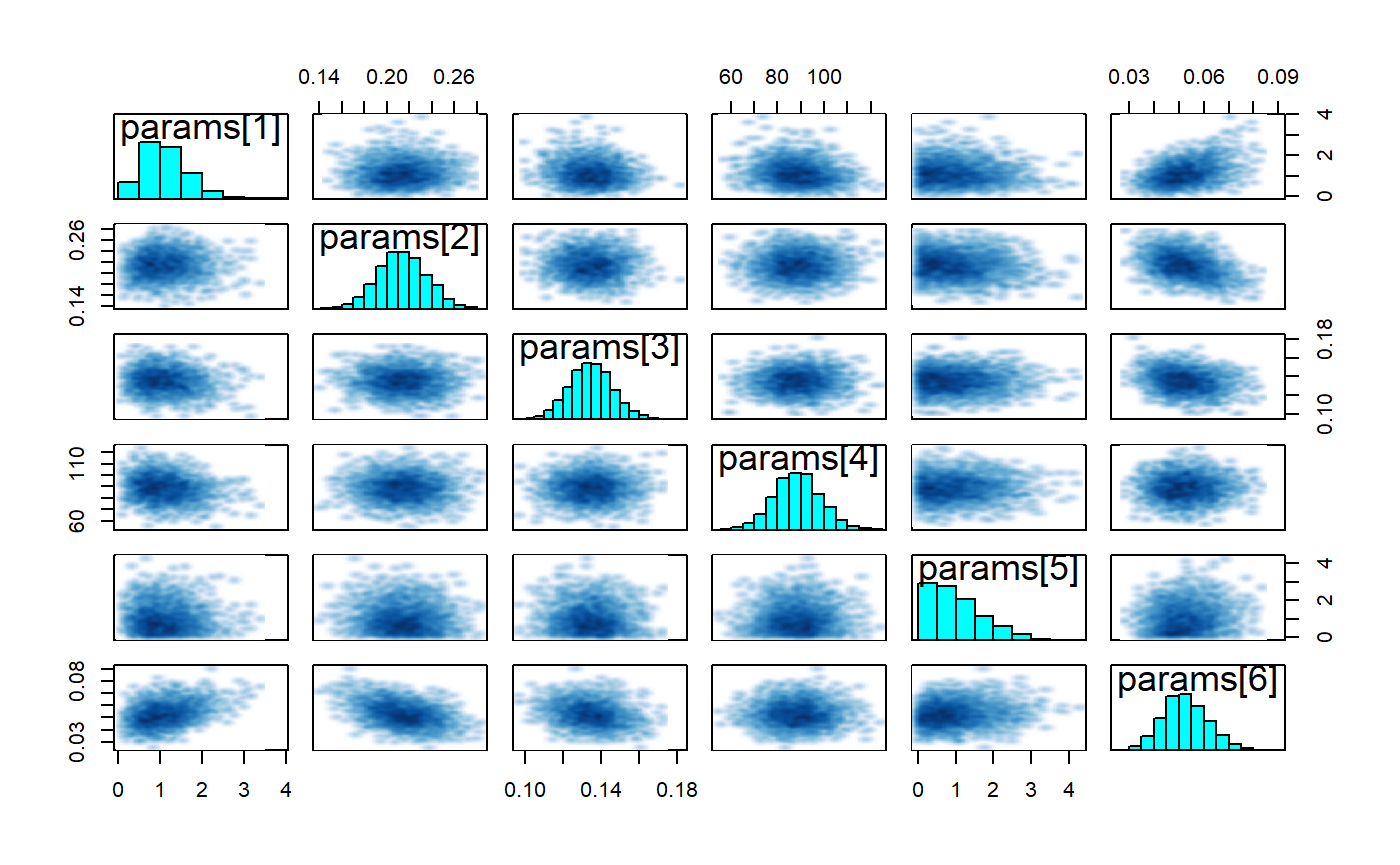 0.14 0.20 0.26 60 80 100 0.03 0.06 0.09
params[1] 4 2 0
0.26 0.14 params[2]
params[3] 0.18 0.10
110 60 params[4]
params[5] 4 2 0
0.08 0.03 params[6]
0 1 2 3 4 0.10 0.14 0.18 0 1 2 3 4